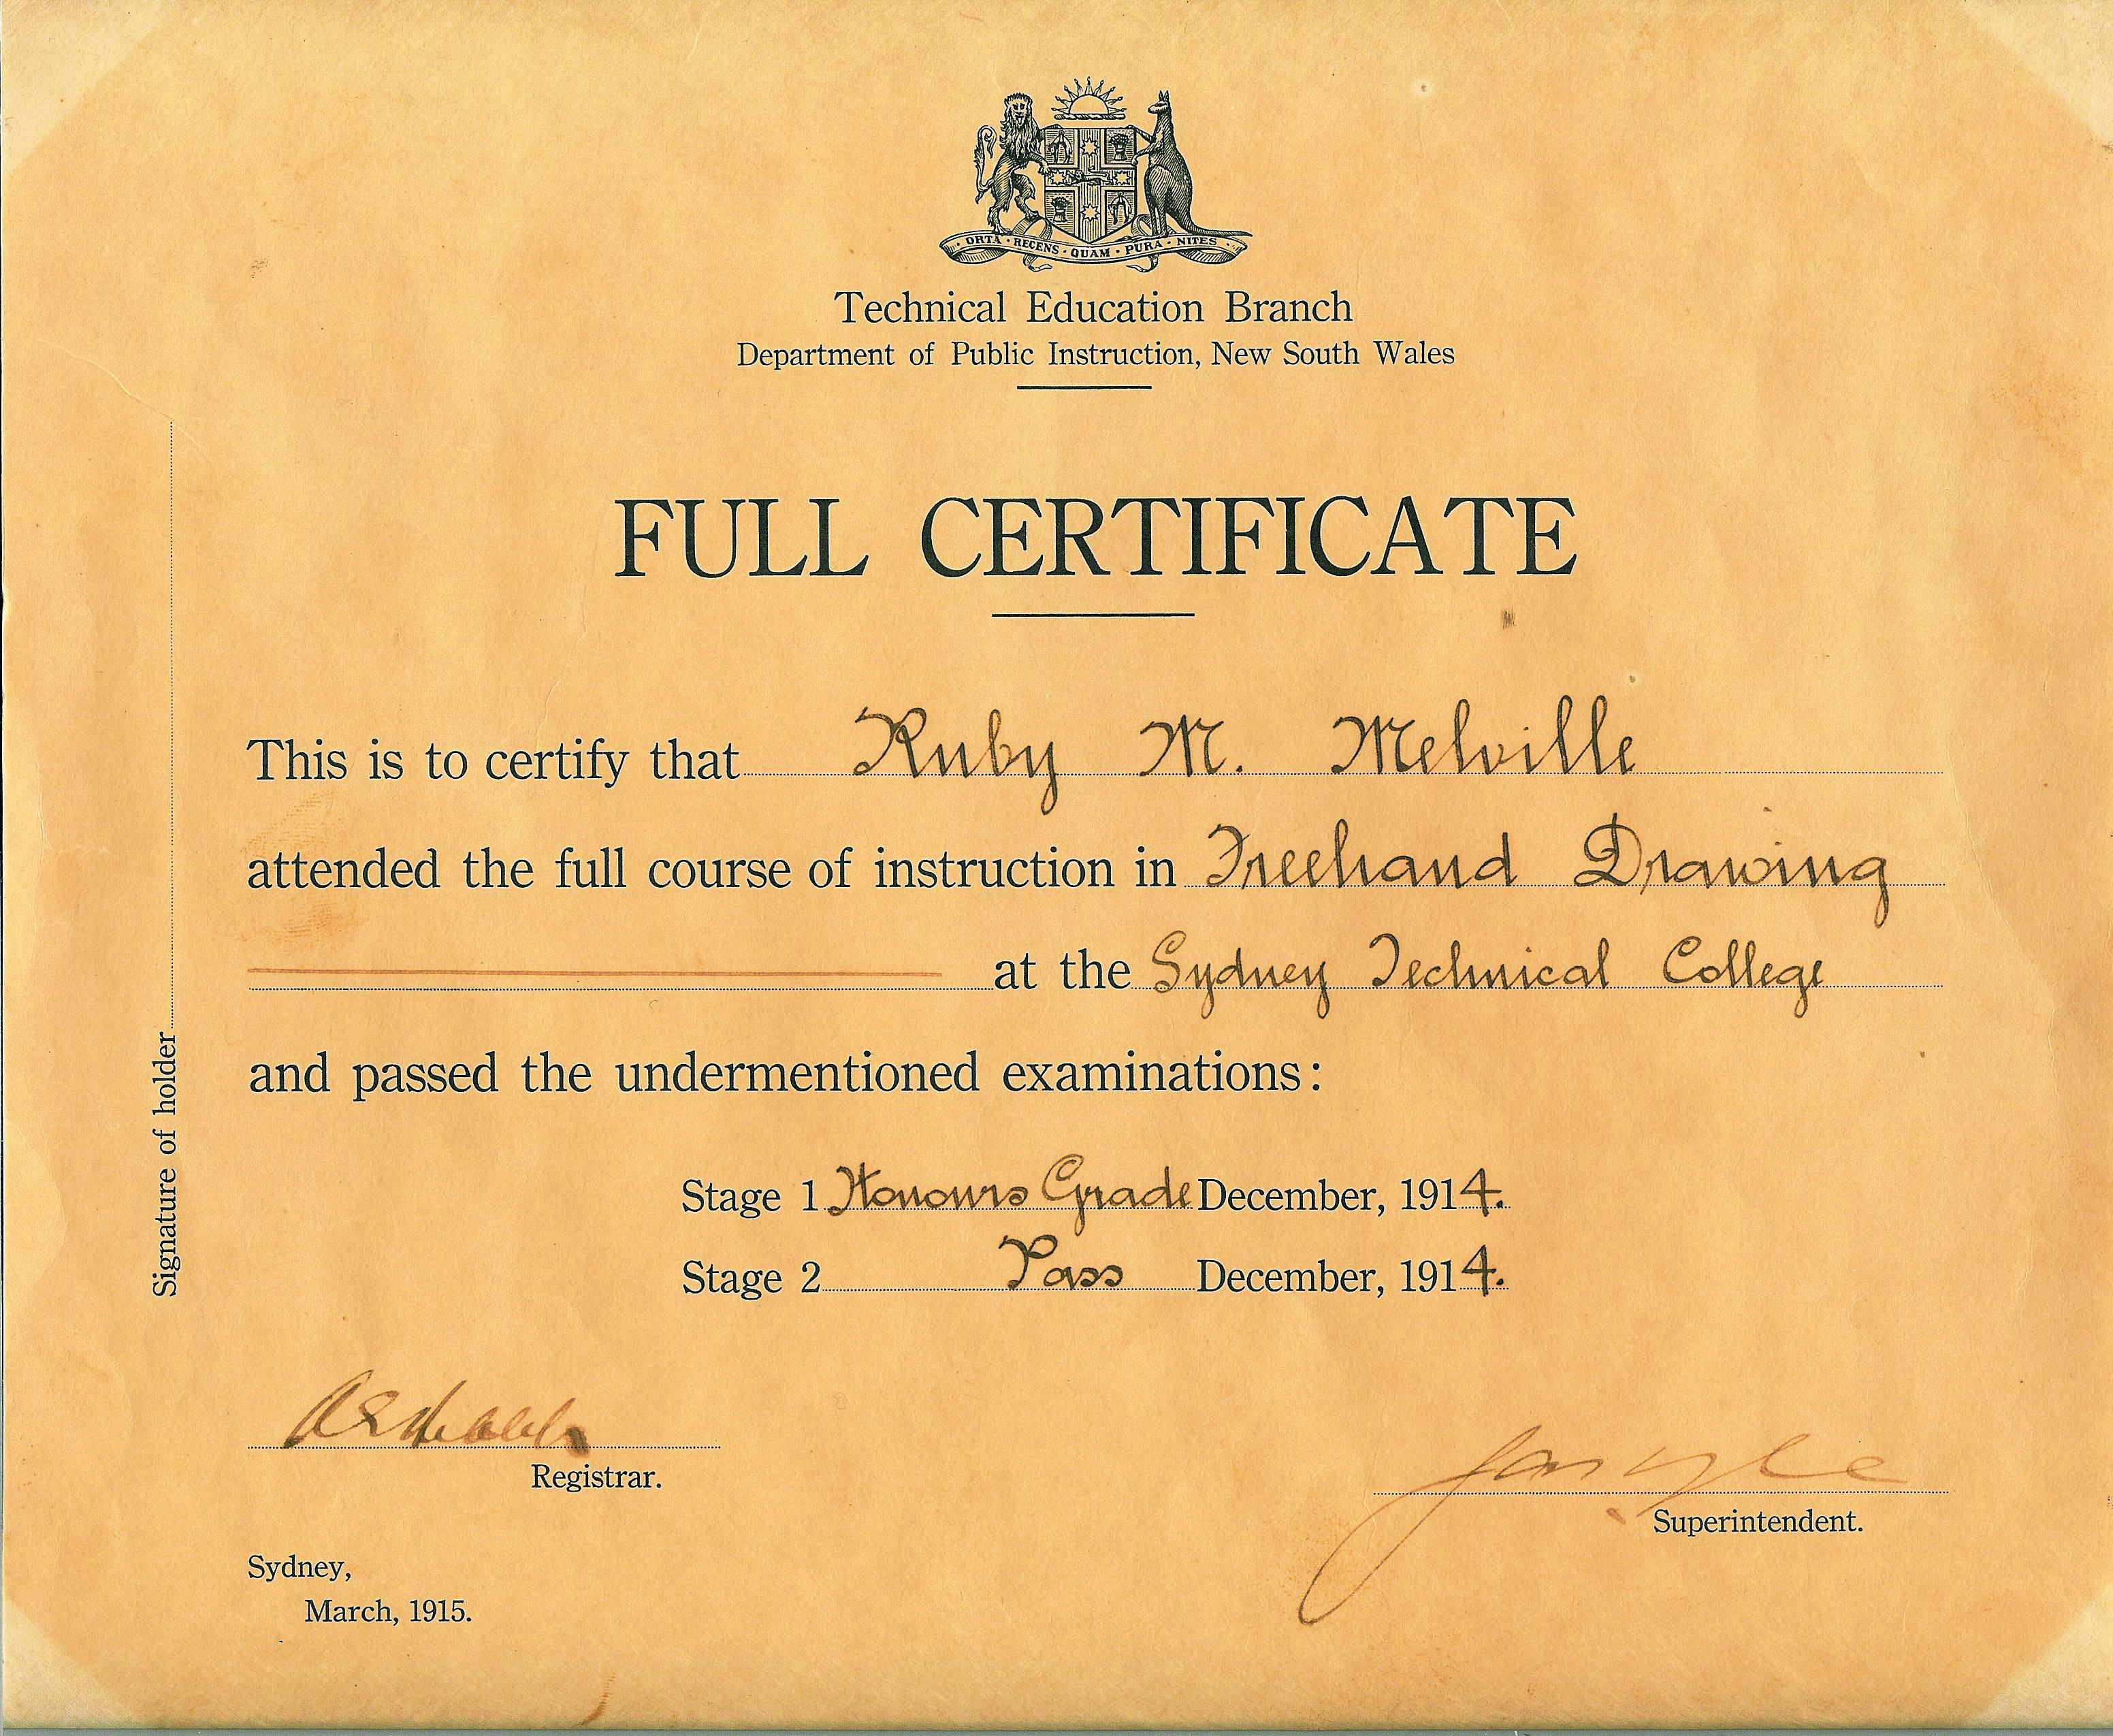 ORTA · RECENS · QUAM · PURA · NITES
Technical Education Branch
Department of Public Instruction, New South Wales
FULL CERTIFICATE
This is to certify that Ruby M. Melville
attended the full course of instruction in Freehand Drawing
at the Sydney Technical College
and passed the undermentioned examinations:
Stage 1 Honours Grade December, 1914.
Stage 2 Pass December, 1914.
Signature of holder
Registrar.
Superintendent.
Sydney,
March, 1915.